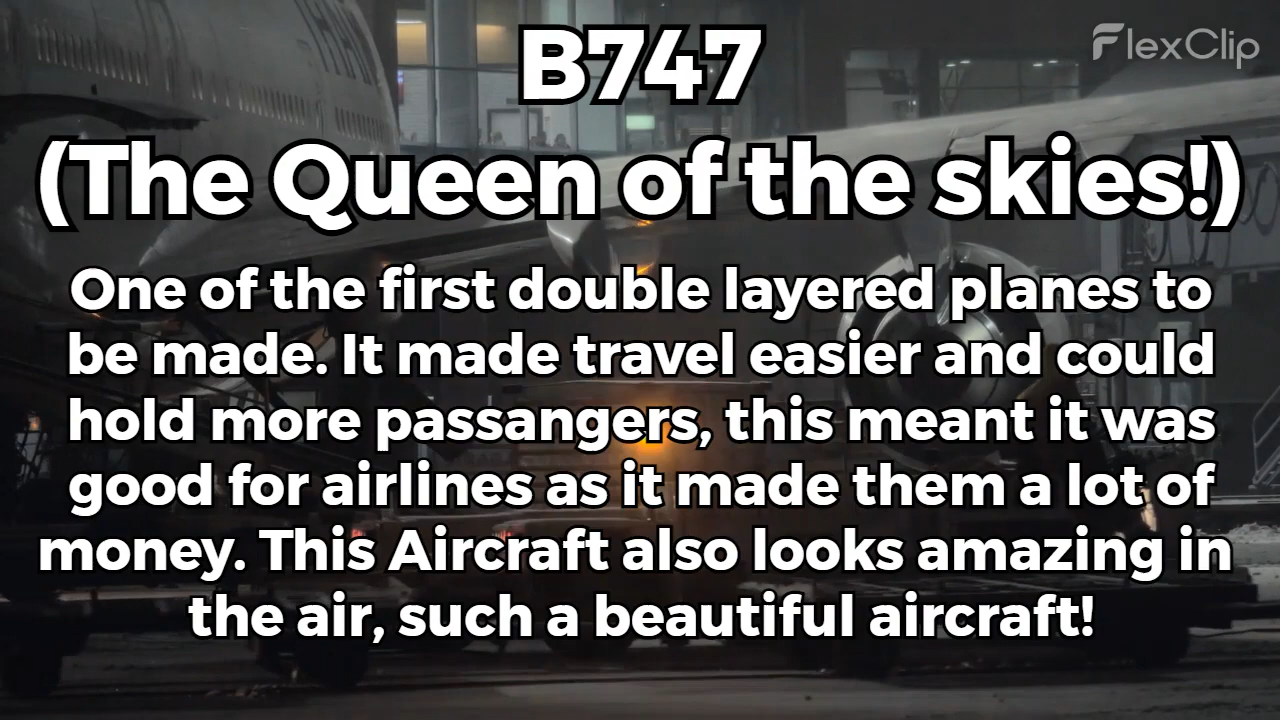 B747
FlexClip
(The Queen of the skies!)
One of the first double layered planes to
be made. It made travel easier and could
hold more passangers, this meant it was
good for airlines as it made them a lot of
money. This Aircraft also looks amazing in
the air, such a beautiful aircraft!